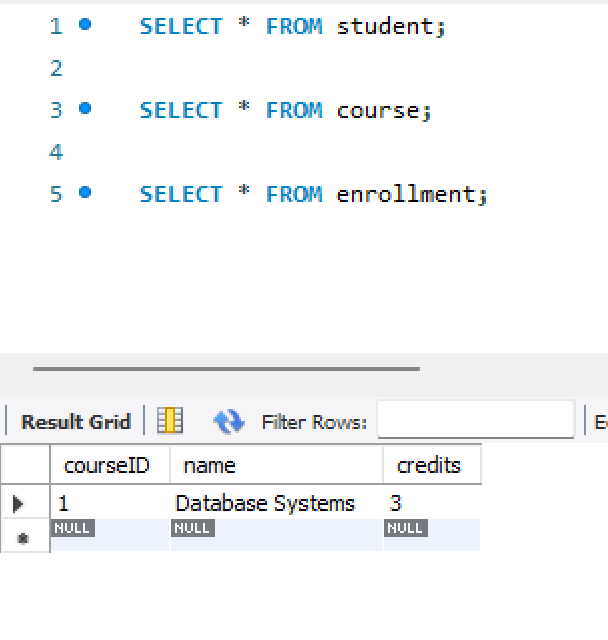 1 SELECT * FROM student;
2
3 SELECT * FROM course;
4
5 SELECT * FROM enrollment;
Result Grid Filter Rows:
courseID name credits
1 Database Systems 3
NULL NULL NULL